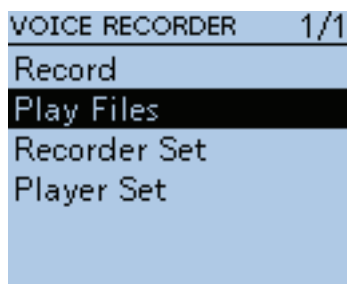 VOICE RECORDER 1/1
Record
Play Files
Recorder Set
Player Set